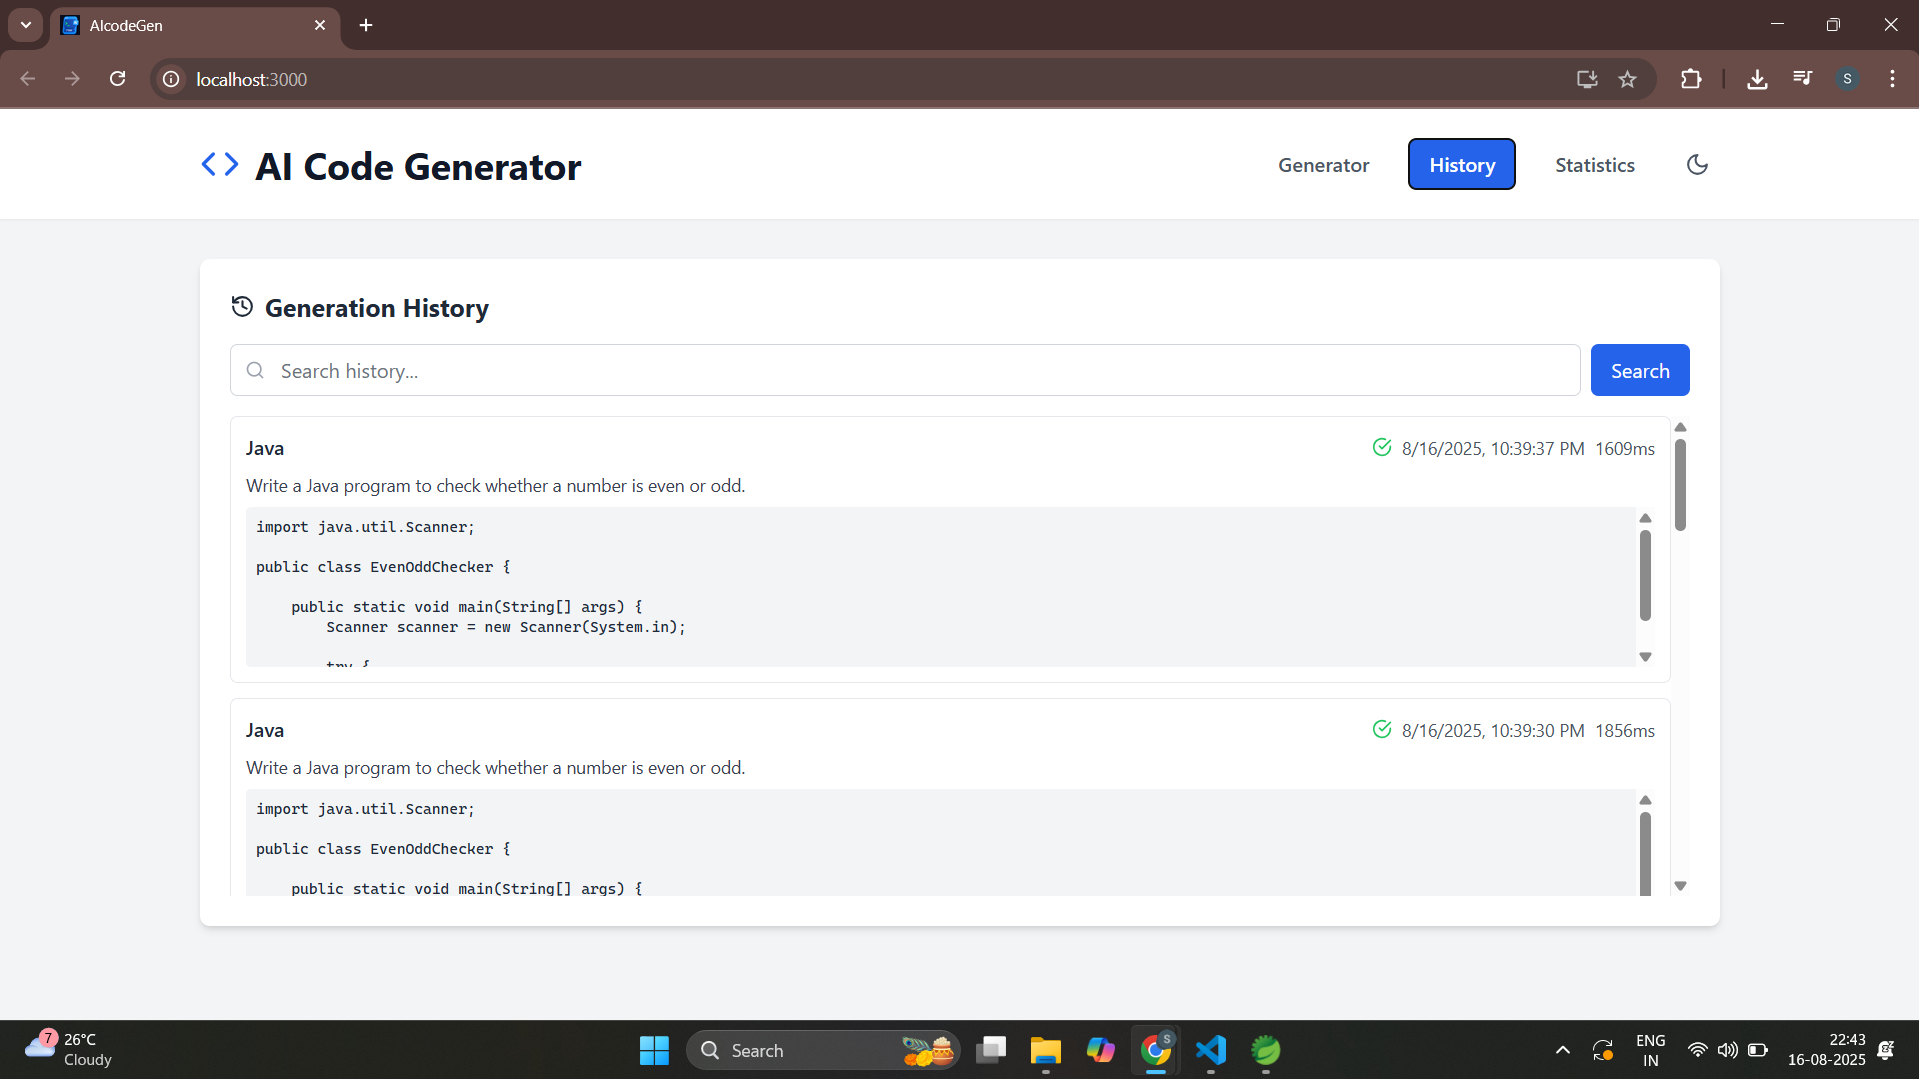 AIcodeGen
localhost:3000
S
AI Code Generator
Generator
History
Statistics
Generation History
Search history...
Search
Java
8/16/2025, 10:39:37 PM 1609ms
Write a Java program to check whether a number is even or odd.
import java.util.Scanner;
public class EvenOddChecker {
public static void main(String[] args) {
Scanner scanner = new Scanner(System.in);
try {
Java
8/16/2025, 10:39:30 PM 1856ms
Write a Java program to check whether a number is even or odd.
import java.util.Scanner;
public class EvenOddChecker {
public static void main(String[] args) {
7
26°C
Cloudy
Search
S
ENG
IN
22:43
16-08-2025